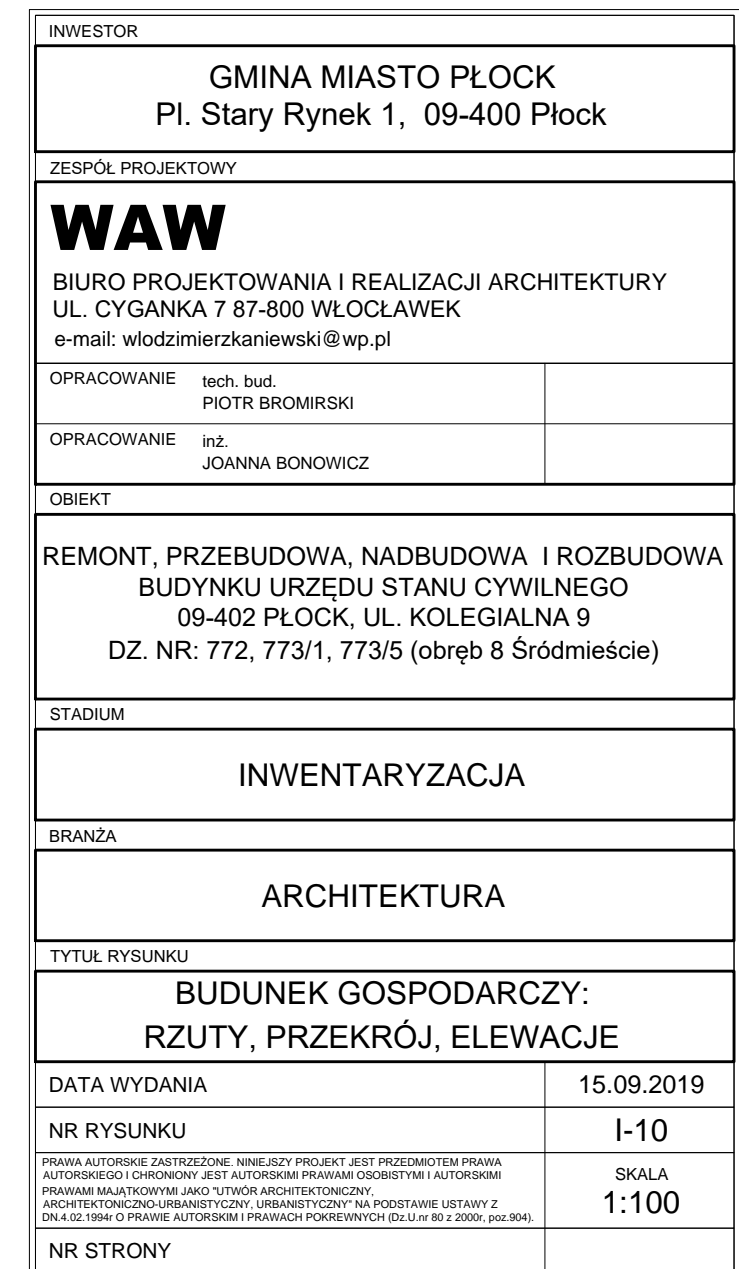 INWESTOR
GMINA MIASTO PŁOCK
Pl. Stary Rynek 1, 09-400 Płock
ZESPÓŁ PROJEKTOWY
WAW
BIURO PROJEKTOWANIA I REALIZACJI ARCHITEKTURY
UL. CYGANKA 7 87-800 WŁOCŁAWEK
e-mail: wlodzimierzkaniewski@wp.pl
OPRACOWANIE tech. bud.
PIOTR BROMIRSKI
OPRACOWANIE inż.
JOANNA BONOWICZ
OBIEKT
REMONT, PRZEBUDOWA, NADBUDOWA I ROZBUDOWA
BUDYNKU URZĘDU STANU CYWILNEGO
09-402 PŁOCK, UL. KOLEGIALNA 9
DZ. NR: 772, 773/1, 773/5 (obręb 8 Śródmieście)
STADIUM
INWENTARYZACJA
BRANŻA
ARCHITEKTURA
TYTUŁ RYSUNKU
BUDUNEK GOSPODARCZY:
RZUTY, PRZEKRÓJ, ELEWACJE
DATA WYDANIA 15.09.2019
NR RYSUNKU I-10
PRAWA AUTORSKIE ZASTRZEŻONE. NINIEJSZY PROJEKT JEST PRZEDMIOTEM PRAWA
AUTORSKIEGO I CHRONIONY JEST AUTORSKIMI PRAWAMI OSOBISTYMI I AUTORSKIMI
PRAWAMI MAJĄTKOWYMI JAKO "UTWÓR ARCHITEKTONICZNY,
ARCHITEKTONICZNO-URBANISTYCZNY, URBANISTYCZNY" NA PODSTAWIE USTAWY Z
DN.4.02.1994r O PRAWIE AUTORSKIM I PRAWACH POKREWNYCH (Dz.U.nr 80 z 2000r, poz.904).
SKALA
1:100
NR STRONY